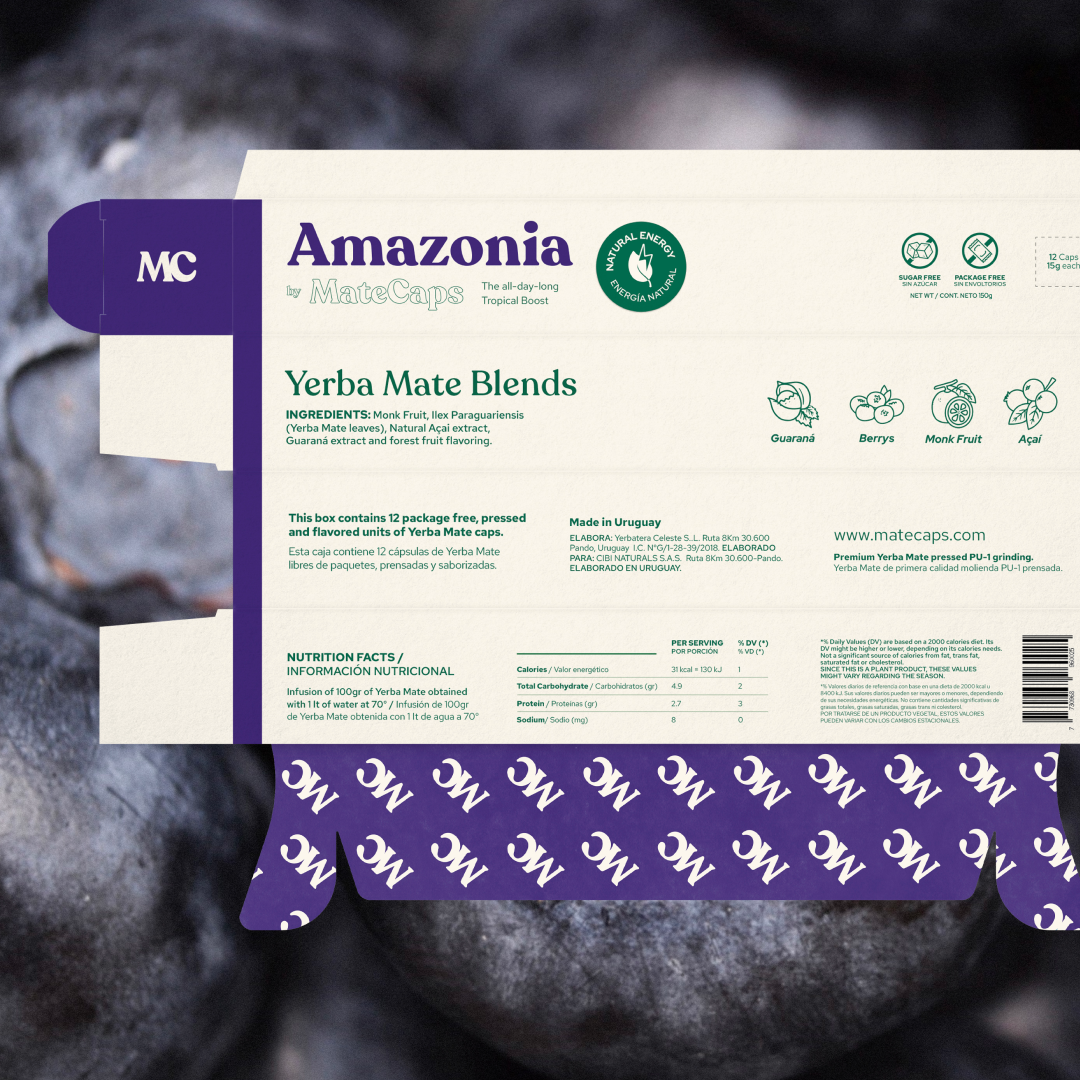 MC
Amazonia
by MateCaps
The all-day-long
Tropical Boost
NATURAL ENERGY
ENERGÍA NATURAL
SUGAR FREE
SIN AZÚCAR
PACKAGE FREE
SIN ENVOLTORIOS
NET WT / CONT. NETO 150g
12 Caps
15g each
Yerba Mate Blends
INGREDIENTS: Monk Fruit, Ilex Paraguariensis
(Yerba Mate leaves), Natural Açai extract,
Guaraná extract and forest fruit flavoring.
Guaraná
Berrys
Monk Fruit
Açaí
This box contains 12 package free, pressed
and flavored units of Yerba Mate caps.
Esta caja contiene 12 cápsulas de Yerba Mate
libres de paquetes, prensadas y saborizadas.
Made in Uruguay
ELABORA: Yerbatera Celeste S..L. Ruta 8Km 30.600
Pando, Uruguay I.C. N°G/1-28-39/2018. ELABORADO
PARA: CIBI NATURALS S.A.S. Ruta 8Km 30.600-Pando.
ELABORADO EN URUGUAY.
www.matecaps.com
Premium Yerba Mate pressed PU-1 grinding.
Yerba Mate de primera calidad molienda PU-1 prensada.
NUTRITION FACTS /
INFORMACIÓN NUTRICIONAL
Infusion of 100gr of Yerba Mate obtained
with 1 lt of water at 70° / Infusión de 100gr
de Yerba Mate obtenida con 1 lt de agua a 70°
PER SERVING % DV (*)
POR PORCIÓN % VD (*)
Calories / Valor energético 31 kcal = 130 kJ 1
Total Carbohydrate / Carbohidratos (gr) 4.9 2
Protein / Proteínas (gr) 2.7 3
Sodium/ Sodio (mg) 8 0
*% Daily Values (DV) are based on a 2000 calories diet. Its
DV might be higher or lower, depending on its calories needs.
Not a significant source of calories from fat, trans fat,
saturated fat or cholesterol.
SINCE THIS IS A PLANT PRODUCT, THESE VALUES
MIGHT VARY REGARDING THE SEASON.
*% Valores diarios de referencia con base en una dieta de 2000 kcal u
8400 kJ. Sus valores diarios pueden ser mayores o menores, dependiendo
de sus necesidades energéticas. No contiene cantidades significativas de
grasas totales, grasas saturadas, grasas trans ni colesterol.
POR TRATARSE DE UN PRODUCTO VEGETAL, ESTOS VALORES
PUEDEN VARIAR CON LOS CAMBIOS ESTACIONALES.
MC MC MC MC MC MC MC MC MC MC
MC MC MC MC MC MC MC MC MC MC